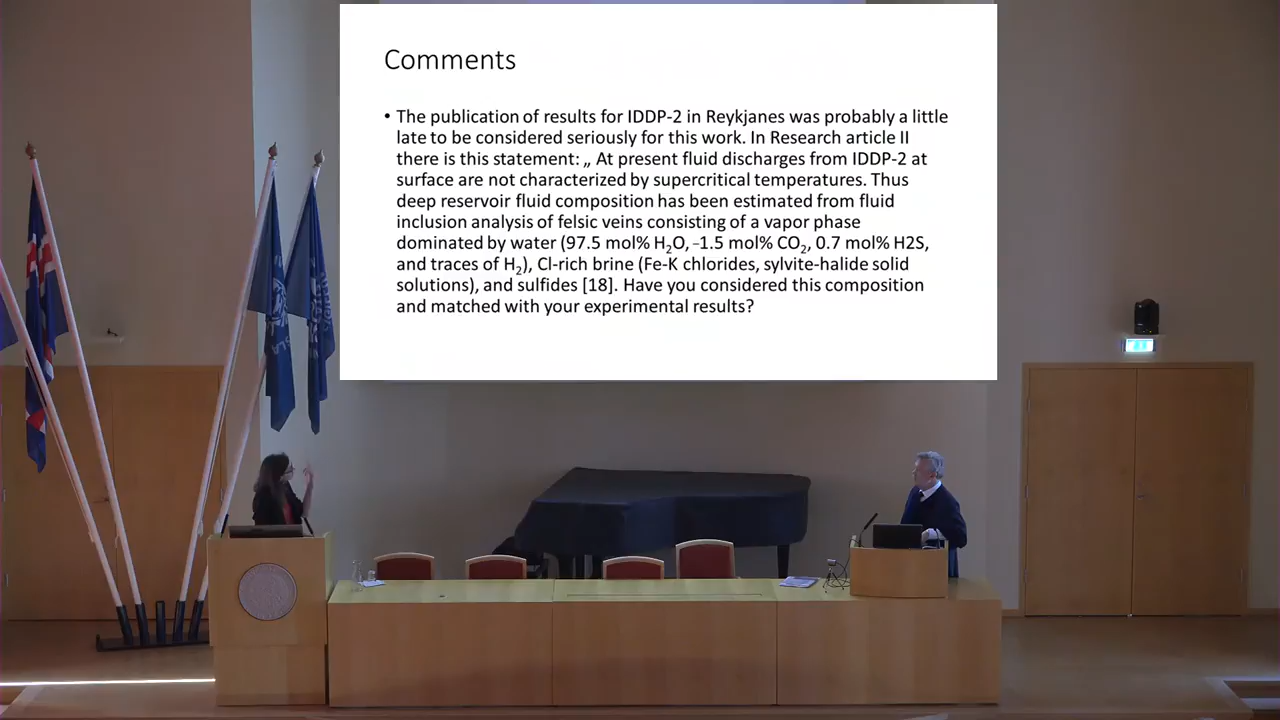 Comments
• The publication of results for IDDP-2 in Reykjanes was probably a little
late to be considered seriously for this work. In Research article II
there is this statement: „ At present fluid discharges from IDDP-2 at
surface are not characterized by supercritical temperatures. Thus
deep reservoir fluid composition has been estimated from fluid
inclusion analysis of felsic veins consisting of a vapor phase
dominated by water (97.5 mol% H₂O, –1.5 mol% CO₂, 0.7 mol% H2S,
and traces of H₂), Cl-rich brine (Fe-K chlorides, sylvite-halide solid
solutions), and sulfides [18]. Have you considered this composition
and matched with your experimental results?